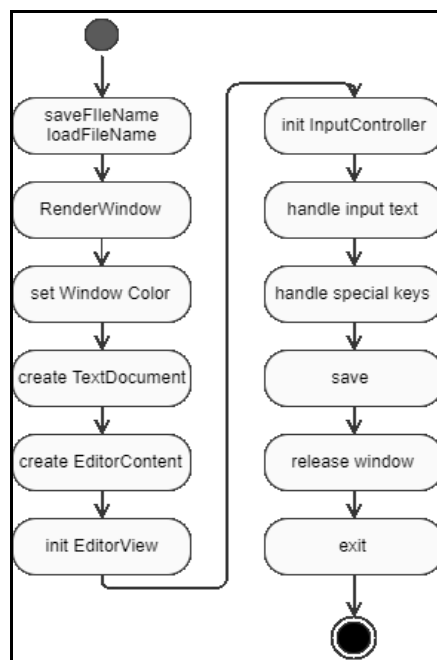 saveFIleName
loadFileName
RenderWindow
set Window Color
create TextDocument
create EditorContent
init EditorView
init InputController
handle input text
handle special keys
save
release window
exit